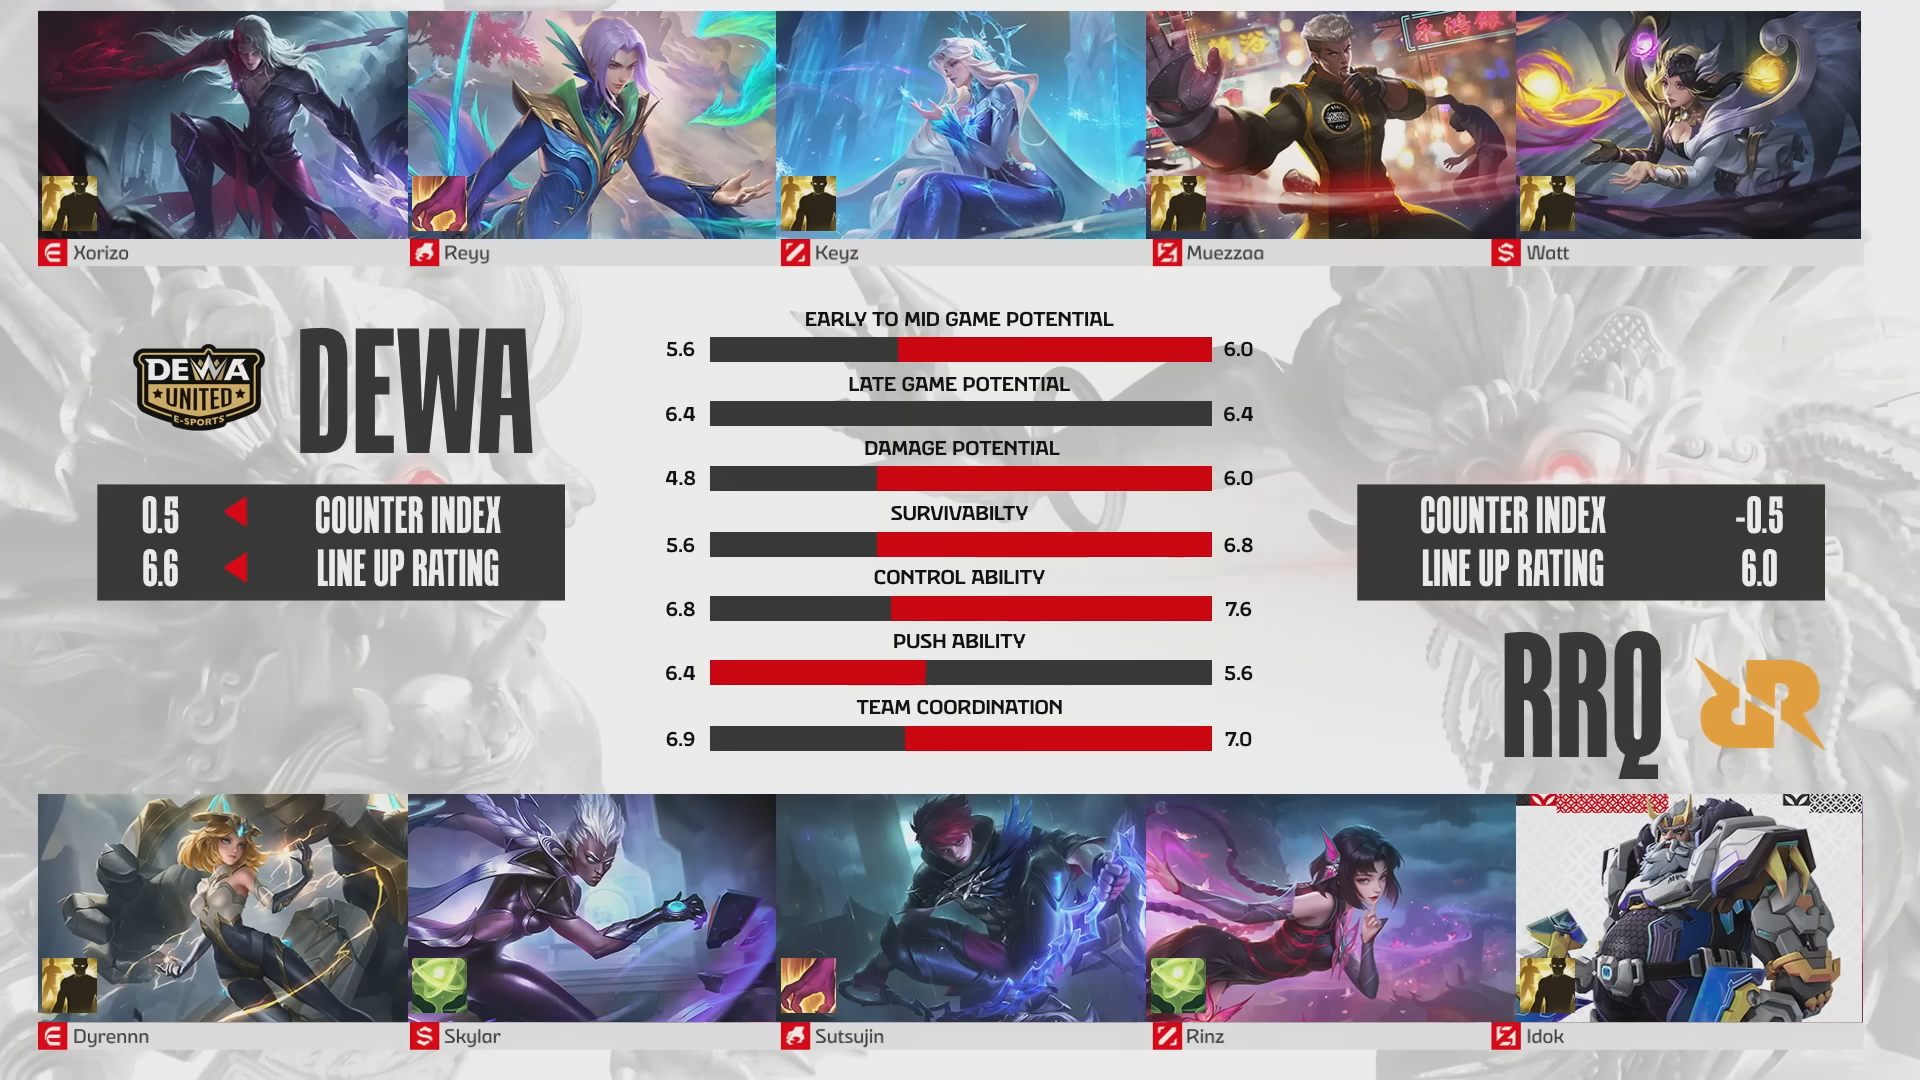 Xorizo
Reyy
Keyz
Muezzaa
Watt
DEWA
UNITED
E-SPORTS
DEWA
0.5 COUNTER INDEX
6.6 LINE UP RATING
EARLY TO MID GAME POTENTIAL
5.6 6.0
LATE GAME POTENTIAL
6.4 6.4
DAMAGE POTENTIAL
4.8 6.0
SURVIVABILTY
5.6 6.8
CONTROL ABILITY
6.8 7.6
PUSH ABILITY
6.4 5.6
TEAM COORDINATION
6.9 7.0
COUNTER INDEX -0.5
LINE UP RATING 6.0
RRQ
Dyrennn
Skylar
Sutsujin
Rinz
Idok